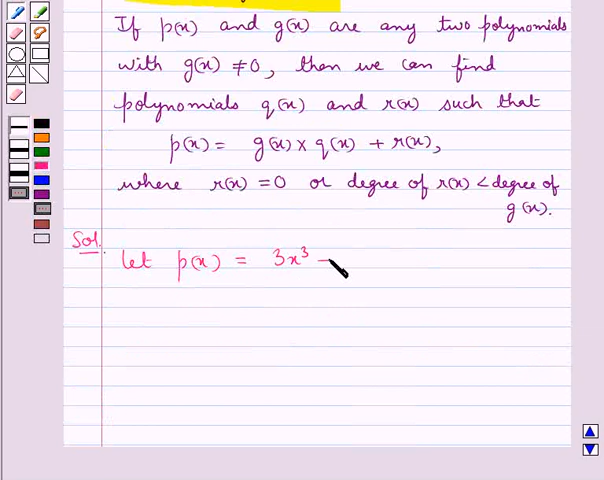 If p(x) and g(x) are any two polynomials
with g(x) ≠ 0, then we can find
polynomials q(x) and r(x) such that
p(x) = g(x) × q(x) + r(x),
where r(x) = 0 or degree of r(x) < degree of
g(x).
Sol.
Let p(x) = 3x³ -